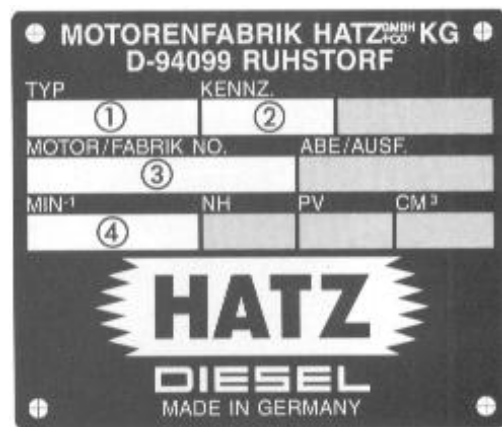 MOTORENFABRIK HATZ GMBH +CO KG
D-94099 RUHSTORF
TYP KENNZ.
① ②
MOTOR/FABRIK NO. ABE/AUSF.
③
MIN-¹ NH PV CM³
④
HATZ
DIESEL
MADE IN GERMANY